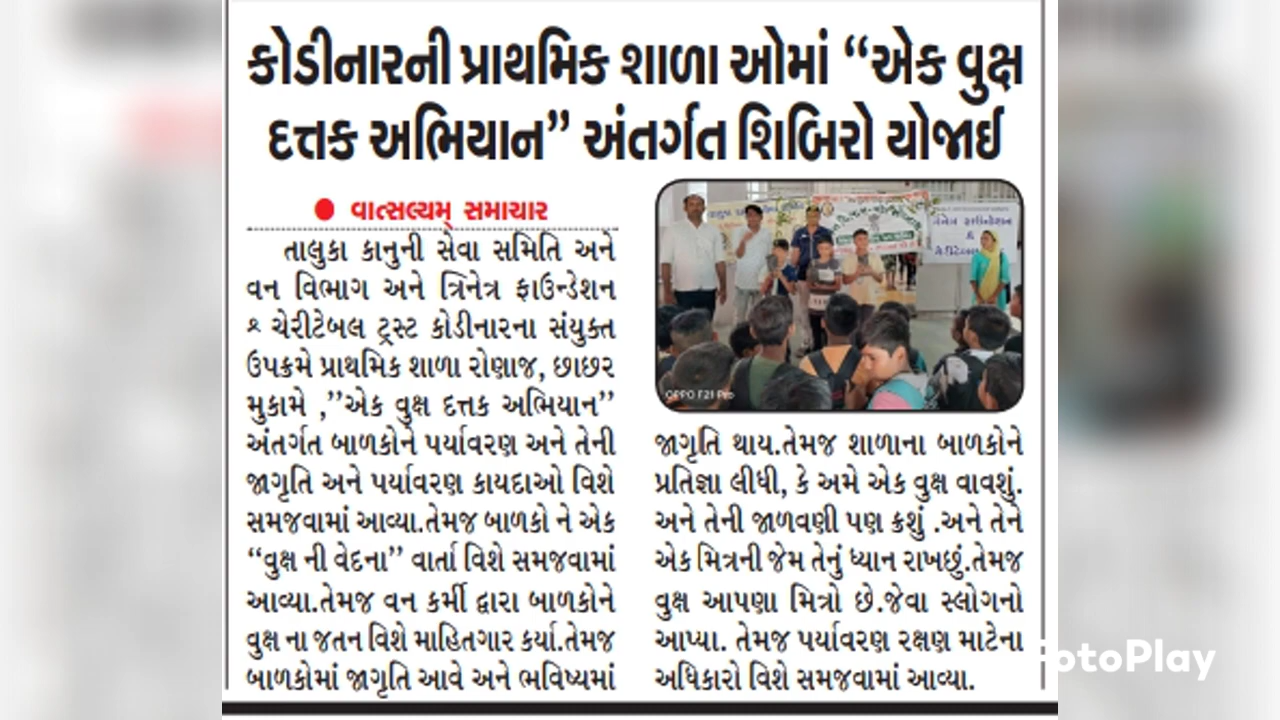 કોડીનારની પ્રાથમિક શાળા ઓમાં “એક વુક્ષ
દત્તક અભિયાન” અંતર્ગત શિબિરો યોજાઈ
● વાત્સલ્યમ્ સમાચાર
તાલુકા કાનુની સેવા સમિતિ અને
વન વિભાગ અને ત્રિનેત્ર ફાઉન્ડેશન
ચેરીટેબલ ટ્રસ્ટ કોડીનારના સંયુક્ત
ઉપક્રમે પ્રાથમિક શાળા રોણાજ, છાછર
મુકામે ,’’એક વુક્ષ દત્તક અભિયાન’’
અંતર્ગત બાળકોને પર્યાવરણ અને તેની
જાગૃતિ અને પર્યાવરણ કાયદાઓ વિશે
સમજવામાં આવ્યા.તેમજ બાળકો ને એક
‘‘વુક્ષ ની વેદના’’ વાર્તા વિશે સમજવામાં
આવ્યા.તેમજ વન કર્મી દ્વારા બાળકોને
વુક્ષ ના જતન વિશે માહિતગાર કર્યા.તેમજ
બાળકોમાં જાગૃતિ આવે અને ભવિષ્યમાં
OPPO F21 Pro
જાગૃતિ થાય.તેમજ શાળાના બાળકોને
પ્રતિજ્ઞા લીધી, કે અમે એક વુક્ષ વાવશું.
અને તેની જાળવણી પણ ક્રશું .અને તેને
એક મિત્રની જેમ તેનું ધ્યાન રાખછું.તેમજ
વુક્ષ આપણા મિત્રો છે.જેવા સ્લોગનો
આપ્યા. તેમજ પર્યાવરણ રક્ષણ માટેના
અધિકારો વિશે સમજવામાં આવ્યા.
FotoPlay